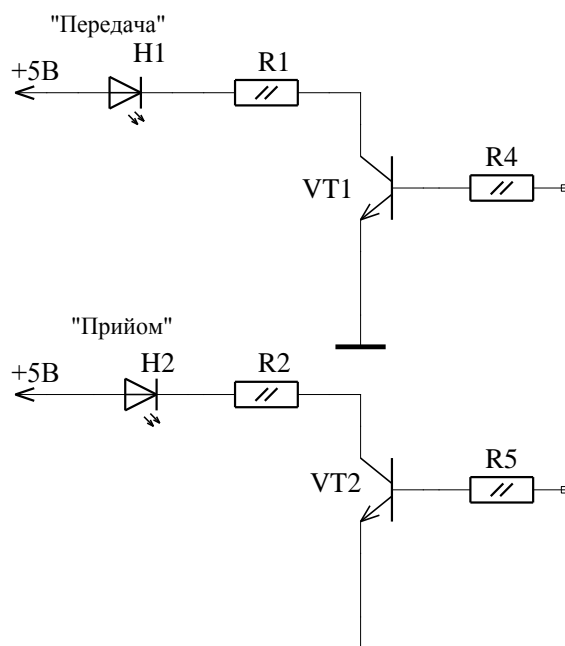 "Передача"
H1
+5В
R1
R4
VT1
"Прийом"
H2
+5В
R2
R5
VT2